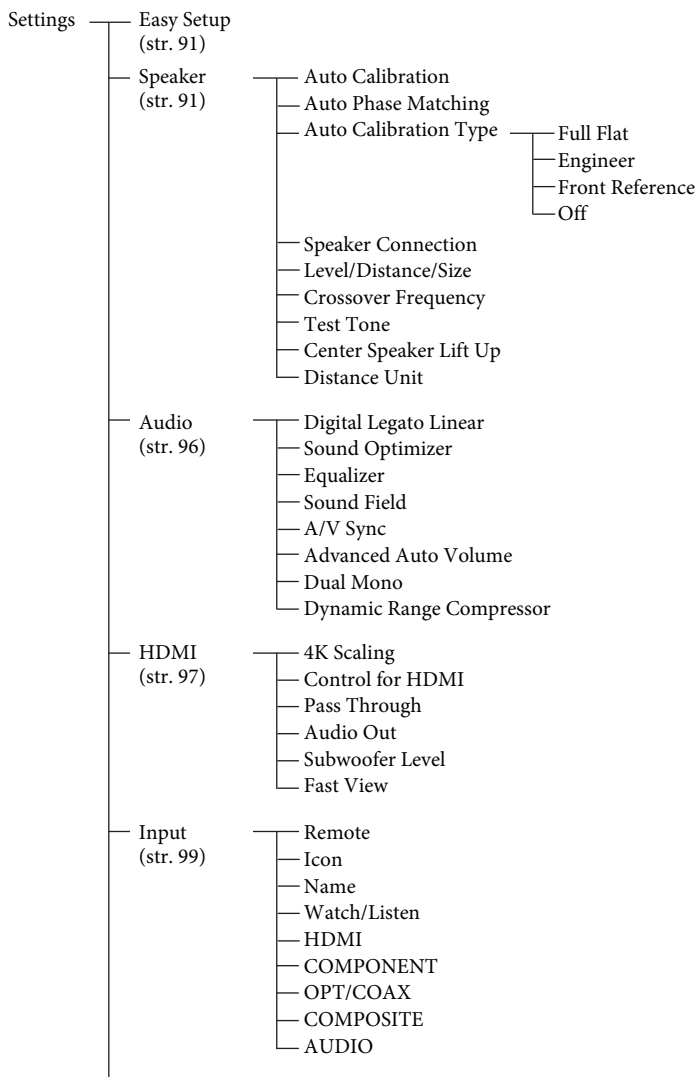 Settings
Easy Setup
(str. 91)
Speaker
(str. 91)
Auto Calibration
Auto Phase Matching
Auto Calibration Type
Full Flat
Engineer
Front Reference
Off
Speaker Connection
Level/Distance/Size
Crossover Frequency
Test Tone
Center Speaker Lift Up
Distance Unit
Audio
(str. 96)
Digital Legato Linear
Sound Optimizer
Equalizer
Sound Field
A/V Sync
Advanced Auto Volume
Dual Mono
Dynamic Range Compressor
HDMI
(str. 97)
4K Scaling
Control for HDMI
Pass Through
Audio Out
Subwoofer Level
Fast View
Input
(str. 99)
Remote
Icon
Name
Watch/Listen
HDMI
COMPONENT
OPT/COAX
COMPOSITE
AUDIO